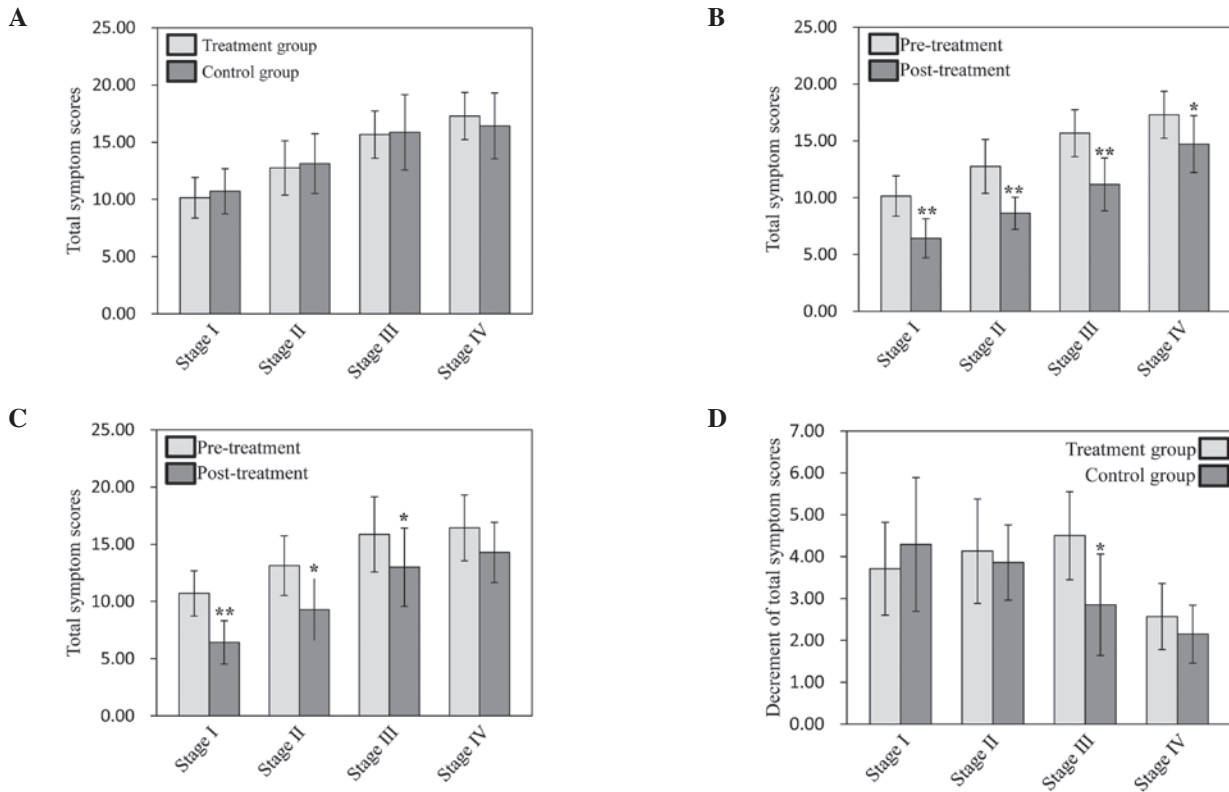 A
Total symptom scores
25.00
20.00
15.00
10.00
5.00
0.00
Treatment group
Control group
Stage I
Stage II
Stage III
Stage IV
B
Total symptom scores
25.00
20.00
15.00
10.00
5.00
0.00
Pre-treatment
Post-treatment
**
**
**
*
Stage I
Stage II
Stage III
Stage IV
C
Total symptom scores
25.00
20.00
15.00
10.00
5.00
0.00
Pre-treatment
Post-treatment
**
*
*
Stage I
Stage II
Stage III
Stage IV
D
Decrement of total symptom scores
7.00
6.00
5.00
4.00
3.00
2.00
1.00
0.00
Treatment group
Control group
*
Stage I
Stage II
Stage III
Stage IV